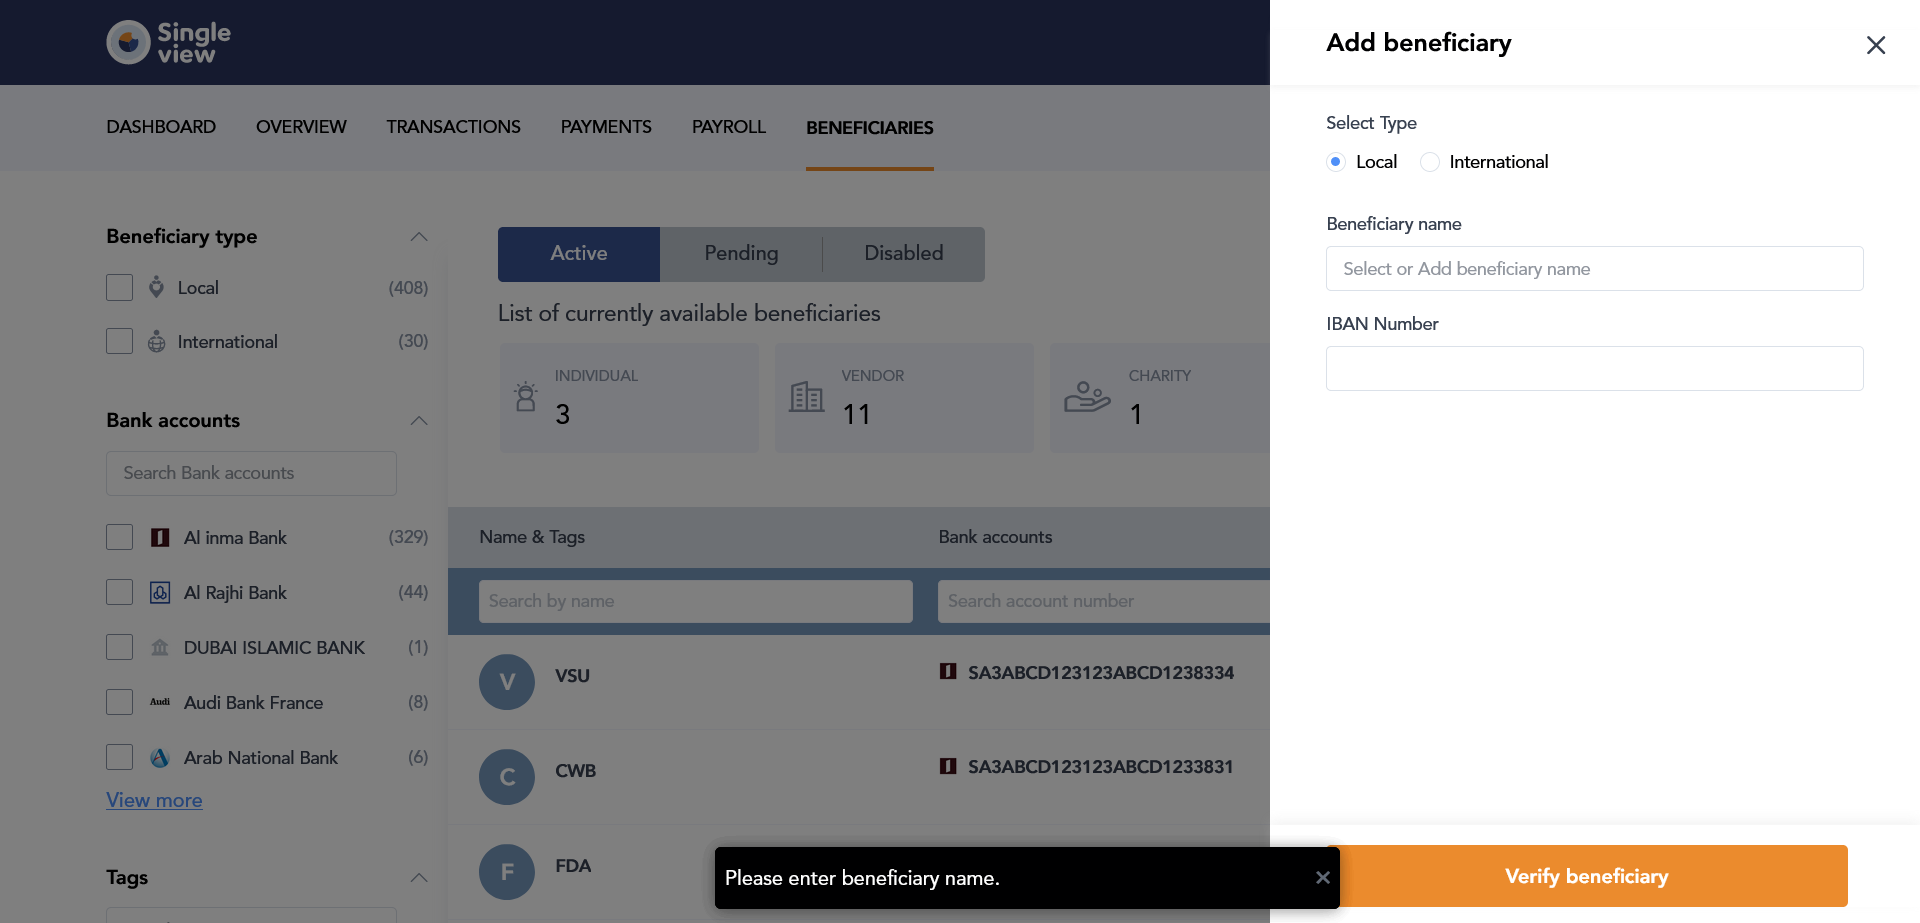 Single
view
DASHBOARD OVERVIEW TRANSACTIONS PAYMENTS PAYROLL BENEFICIARIES
Beneficiary type
Local (408)
International (30)
Bank accounts
Search Bank accounts
Al inma Bank (329)
Al Rajhi Bank (44)
DUBAI ISLAMIC BANK (1)
Audi Audi Bank France (8)
Arab National Bank (6)
View more
Tags
Active Pending Disabled
List of currently available beneficiaries
INDIVIDUAL
3
VENDOR
11
CHARITY
1
Name & Tags Bank accounts
Search by name Search account number
V VSU SA3ABCD123123ABCD1238334
C CWB SA3ABCD123123ABCD1233831
F FDA
Please enter beneficiary name.
Add beneficiary
Select Type
Local International
Beneficiary name
Select or Add beneficiary name
IBAN Number
Verify beneficiary